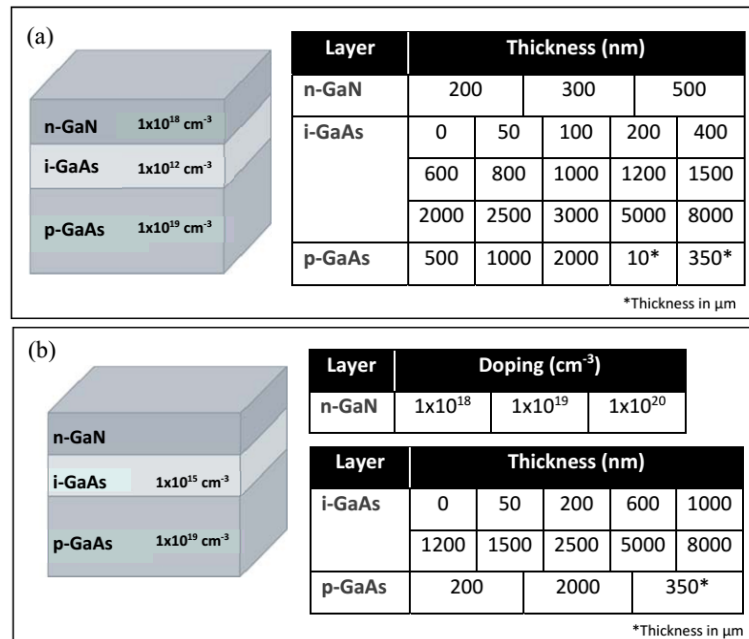 (a)
n-GaN 1x10¹⁸ cm⁻³
i-GaAs 1x10¹² cm⁻³
p-GaAs 1x10¹⁹ cm⁻³
Layer Thickness (nm)
n-GaN 200 300 500
i-GaAs 0 50 100 200 400
600 800 1000 1200 1500
2000 2500 3000 5000 8000
p-GaAs 500 1000 2000 10* 350*
*Thickness in µm
(b)
n-GaN
i-GaAs 1x10¹⁵ cm⁻³
p-GaAs 1x10¹⁹ cm⁻³
Layer Doping (cm⁻³)
n-GaN 1x10¹⁸ 1x10¹⁹ 1x10²⁰
Layer Thickness (nm)
i-GaAs 0 50 200 600 1000
1200 1500 2500 5000 8000
p-GaAs 200 2000 350*
*Thickness in µm